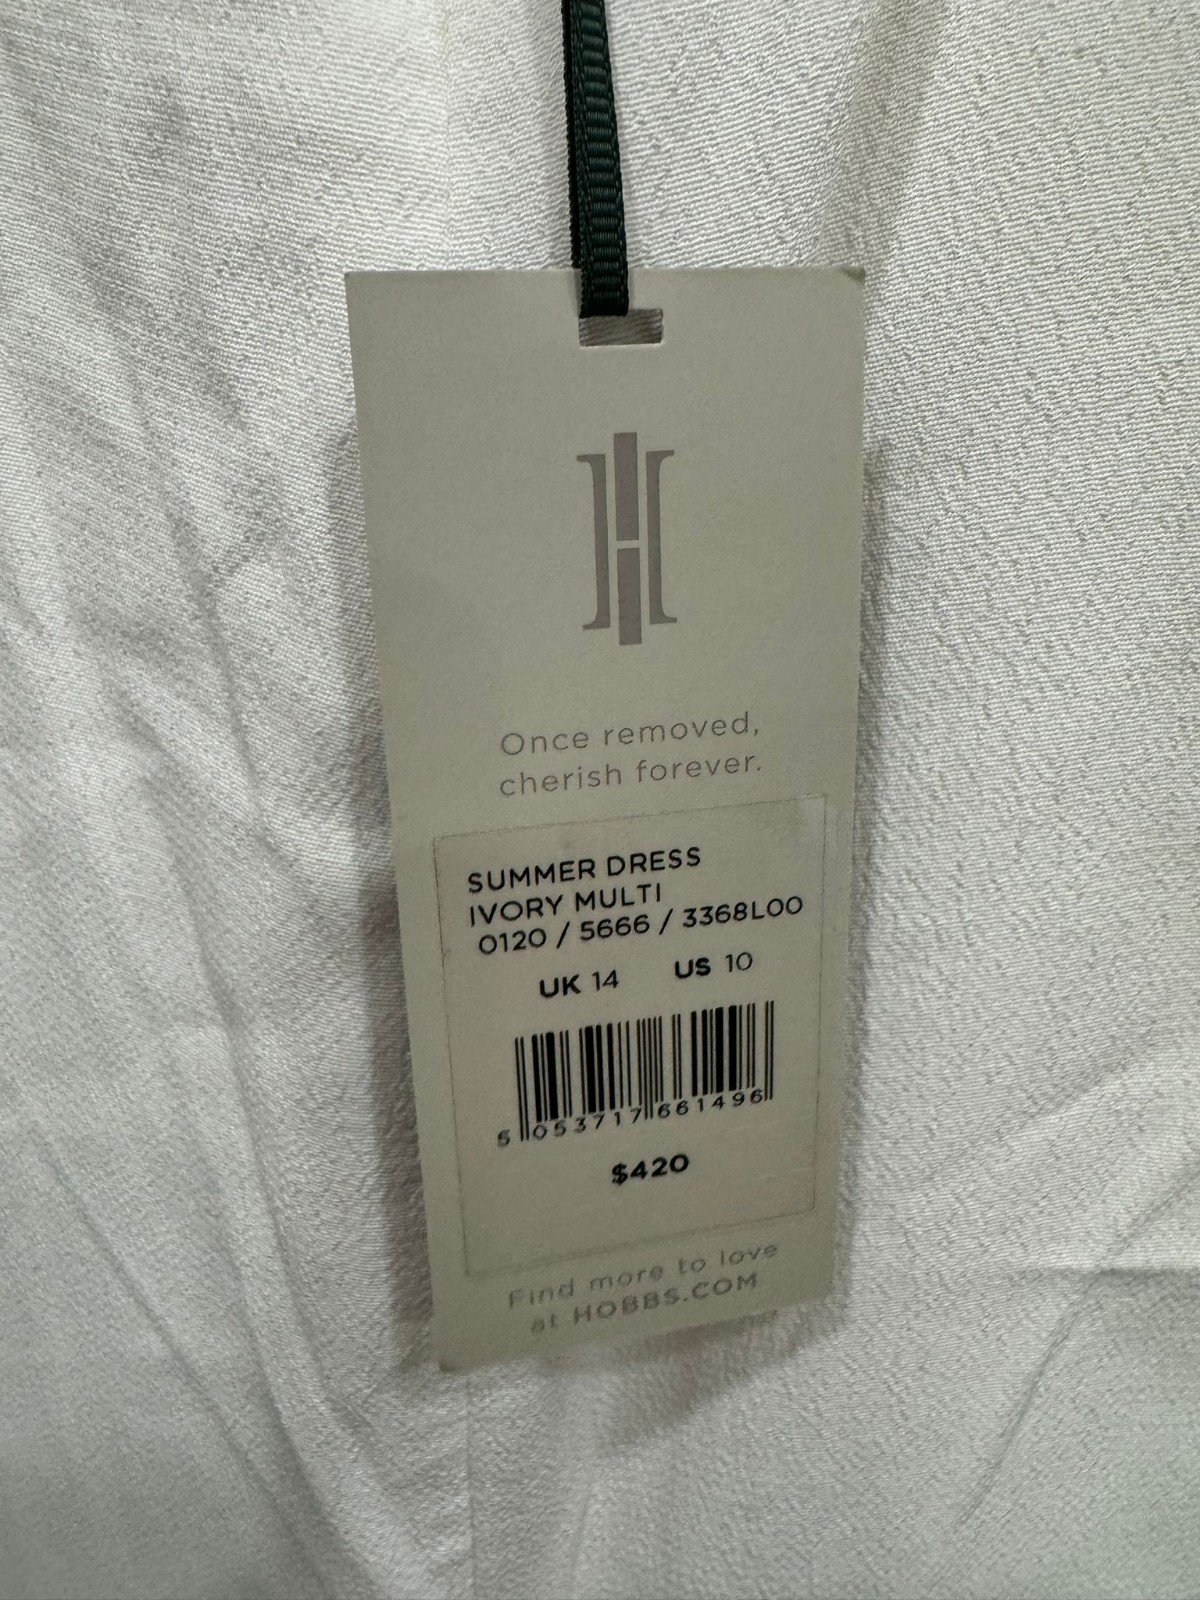 Once removed,
cherish forever.
SUMMER DRESS
IVORY MULTI
0120 / 5666 / 3368L00
UK 14 US 10
5 053717 661496
$420
Find more to love
at HOBBS.COM